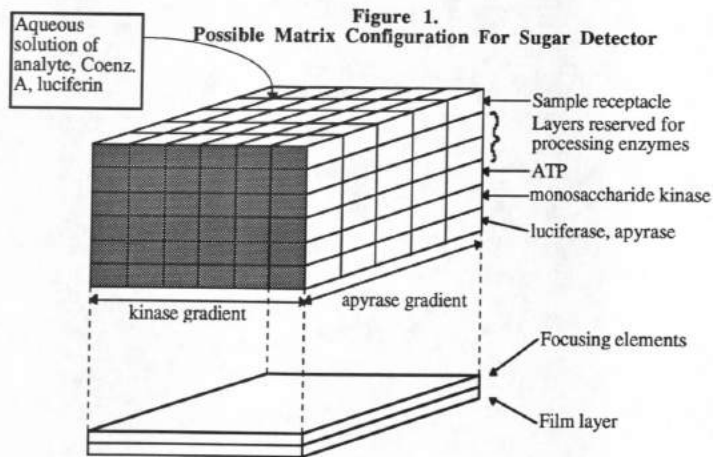 Figure 1.
Possible Matrix Configuration For Sugar Detector
Aqueous
solution of
analyte, Coenz.
A, luciferin
Sample receptacle
Layers reserved for
processing enzymes
ATP
monosaccharide kinase
luciferase, apyrase
kinase gradient
apyrase gradient
Focusing elements
Film layer